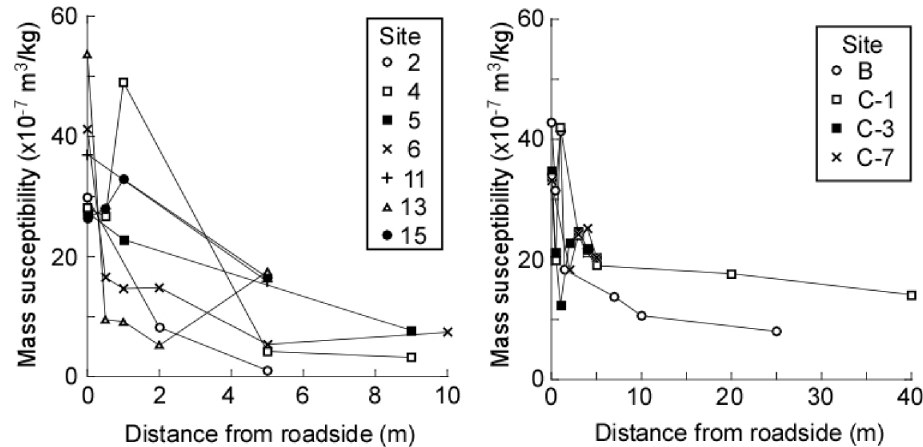 Mass susceptibility (x10⁻⁷ m³/kg)
60
40
20
0
0 2 4 6 8 10
Distance from roadside (m)
Site
2
4
5
6
11
13
15
Mass susceptibility (x10⁻⁷ m³/kg)
60
40
20
0
0 10 20 30 40
Distance from roadside (m)
Site
B
C-1
C-3
C-7